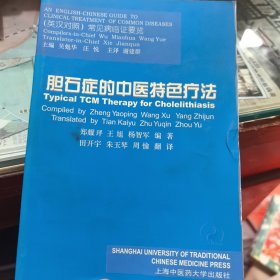 AN ENGLISH-CHINESE GUIDE TO
CLINICAL TREATMENT OF COMMON DISEASES
(英汉对照)常见病临证要览
Compilers-in-Chief Wu Mianhua Wang Yue
Translator-in-Chief Xie Jianqun
主编 吴勉华 汪悦 主译 谢建群
胆石症的中医特色疗法
Typical TCM Therapy for Cholelithiasis
Compiled by Zheng Yaoping Wang Xu Yang Zhijun
Translated by Tian Kaiyu Zhu Yuqin Zhou Yu
王旭 杨智军 编著
田开宇 朱玉琴 周愉 翻译
SHANGHAI UNIVERSITY OF TRADITIONAL
CHINESE MEDICINE PRESS
上海中医药大学出版社